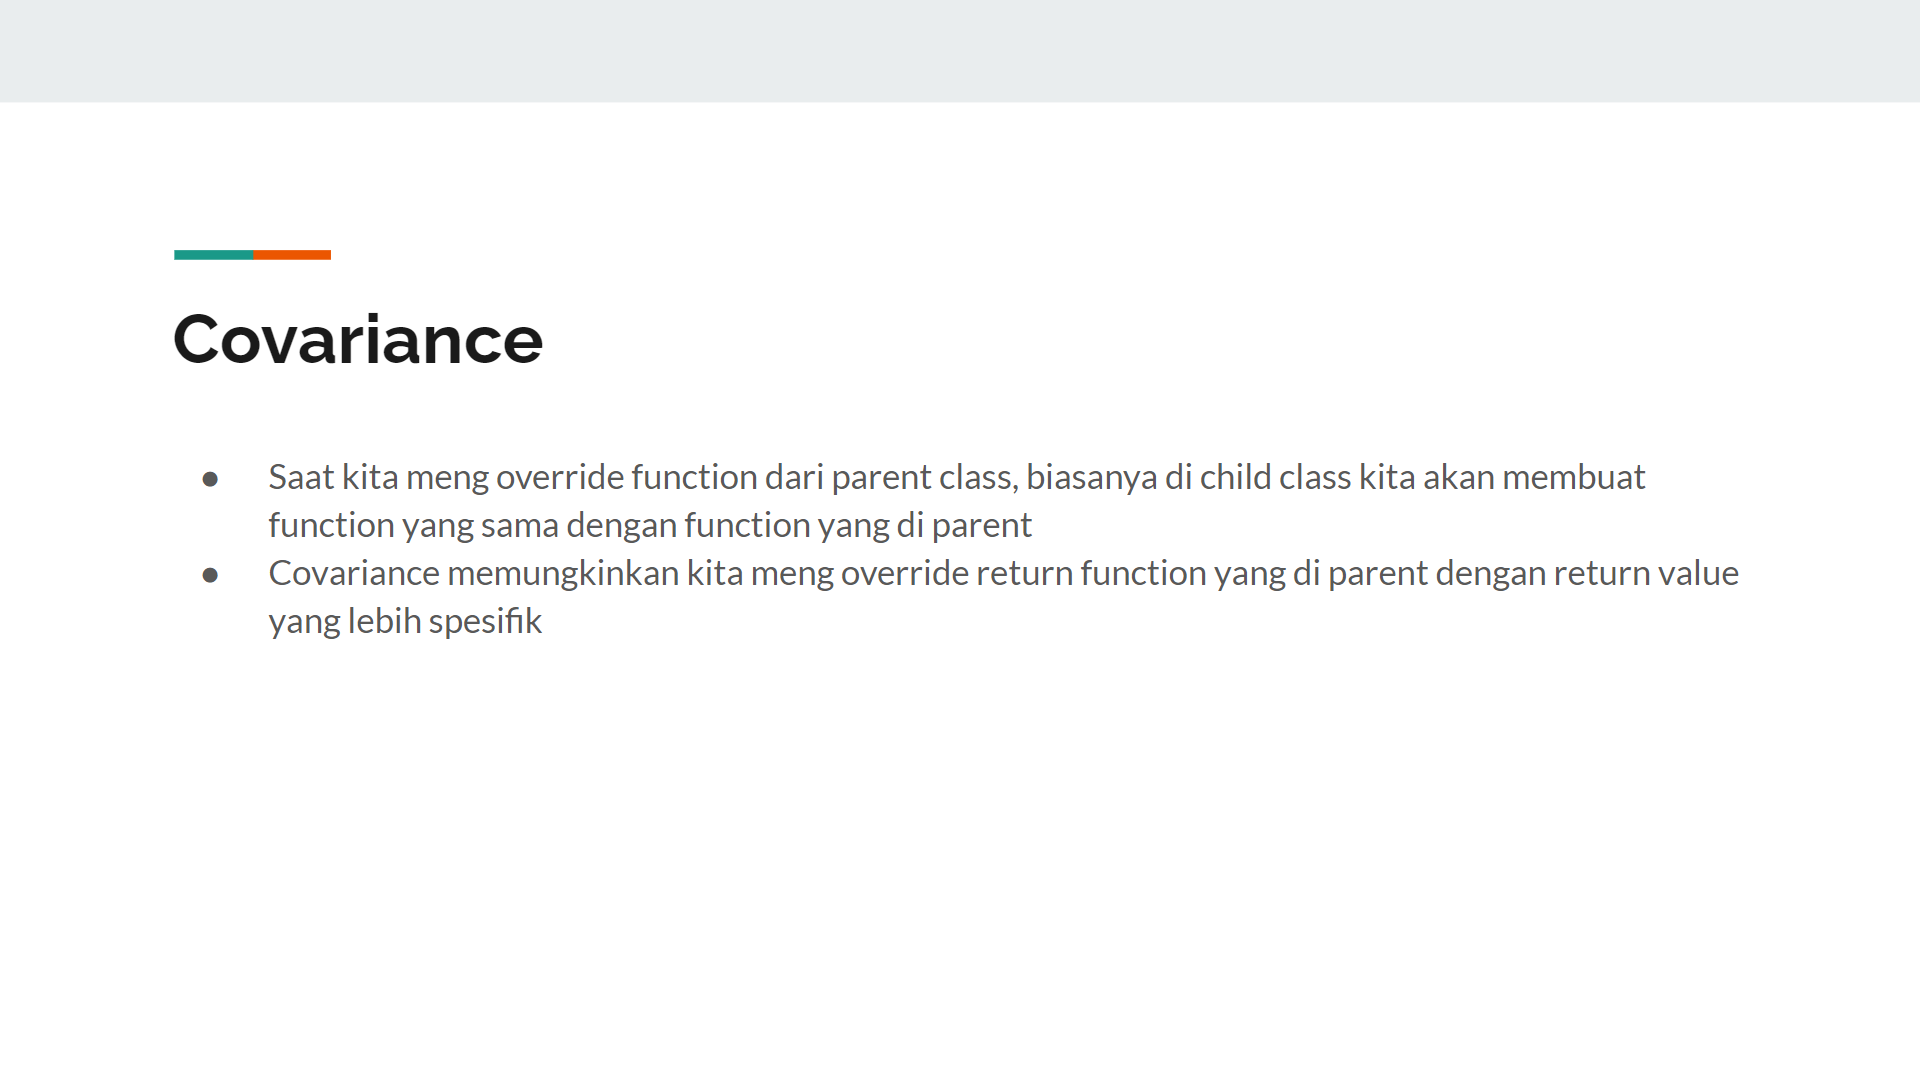 Covariance
● Saat kita meng override function dari parent class, biasanya di child class kita akan membuat
function yang sama dengan function yang di parent
● Covariance memungkinkan kita meng override return function yang di parent dengan return value
yang lebih spesifik